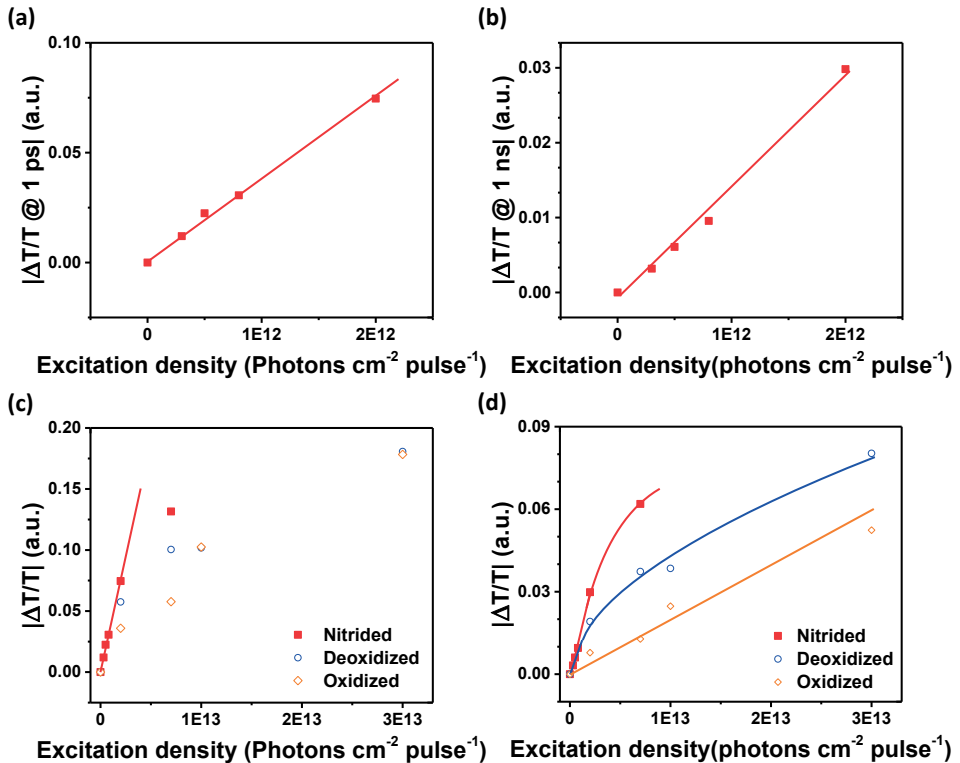 (a)
0.10
0.05
0.00
|ΔT/T @ 1 ps| (a.u.)
0
1E12
2E12
Excitation density (Photons cm⁻² pulse⁻¹)
(b)
0.03
0.02
0.01
0.00
|ΔT/T @ 1 ns| (a.u.)
0
1E12
2E12
Excitation density(photons cm⁻² pulse⁻¹)
(c)
0.20
0.15
0.10
0.05
0.00
|ΔT/T| (a.u.)
Nitrided
Deoxidized
Oxidized
0
1E13
2E13
3E13
Excitation density (Photons cm⁻² pulse⁻¹)
(d)
0.09
0.06
0.03
0.00
|ΔT/T| (a.u.)
Nitrided
Deoxidized
Oxidized
0
1E13
2E13
3E13
Excitation density(photons cm⁻² pulse⁻¹)